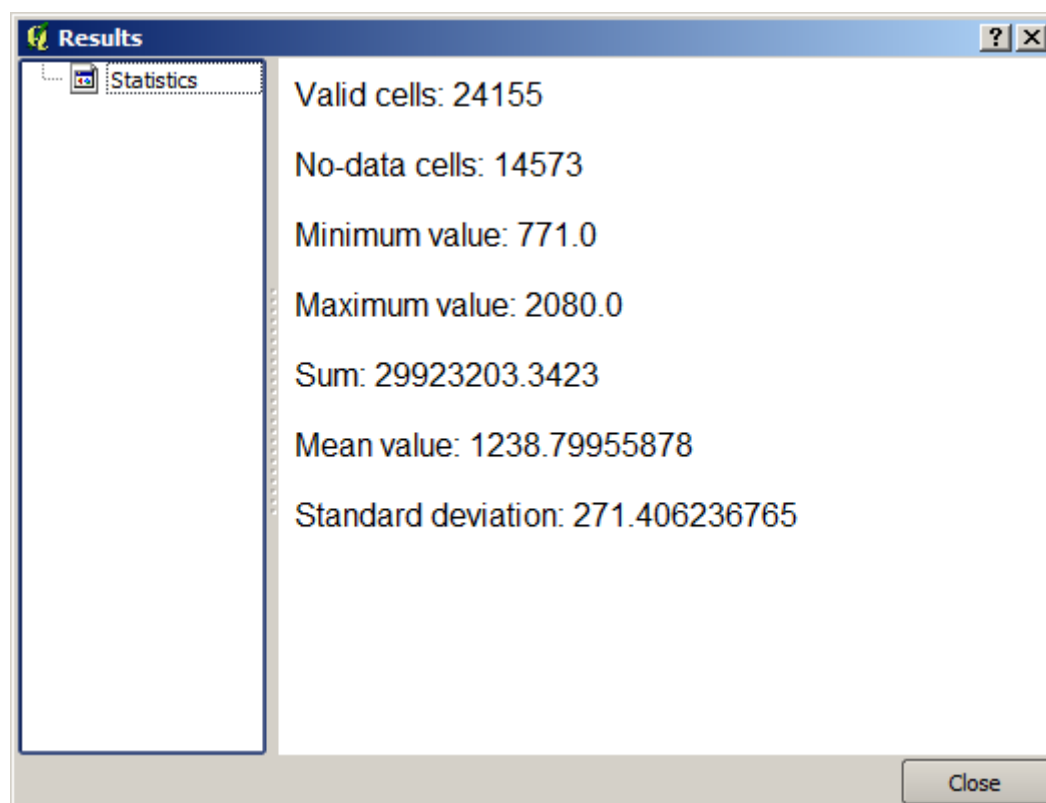 Results
Statistics
Valid cells: 24155
No-data cells: 14573
Minimum value: 771.0
Maximum value: 2080.0
Sum: 29923203.3423
Mean value: 1238.79955878
Standard deviation: 271.406236765
Close